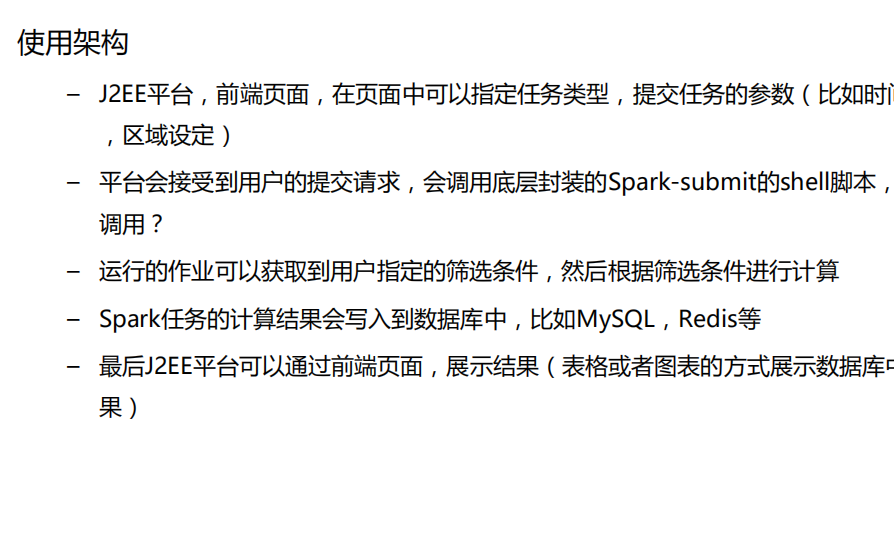 使用架构
– J2EE平台，前端页面，在页面中可以指定任务类型，提交任务的参数（比如时
，区域设定）
– 平台会接受到用户的提交请求，会调用底层封装的Spark-submit的shell脚本，
调用？
– 运行的作业可以获取到用户指定的筛选条件，然后根据筛选条件进行计算
– Spark任务的计算结果会写入到数据库中，比如MySQL，Redis等
– 最后J2EE平台可以通过前端页面，展示结果（表格或者图表的方式展示数据库
果）